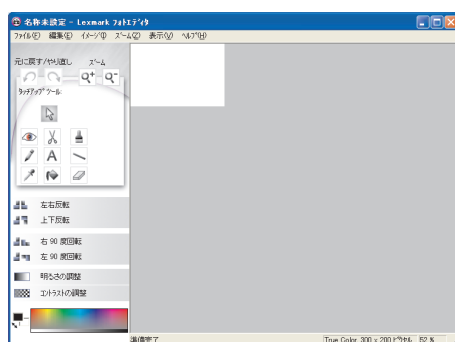 名称未設定 - Lexmark ﾌｫﾄｴﾃﾞｨﾀ
ﾌｧｲﾙ(F) 編集(E) ｲﾒｰｼﾞ(I) ｽﾞｰﾑ(Z) 表示(V) ﾍﾙﾌﾟ(H)
元に戻す/やり直し ｽﾞｰﾑ
ﾀｯﾁｱｯﾌﾟ ﾂｰﾙ
A
左右反転
上下反転
右 90 度回転
左 90 度回転
明るさの調整
ｺﾝﾄﾗｽﾄの調整
準備完了 True Color 300 x 200 ﾋﾟｸｾﾙ 52 %